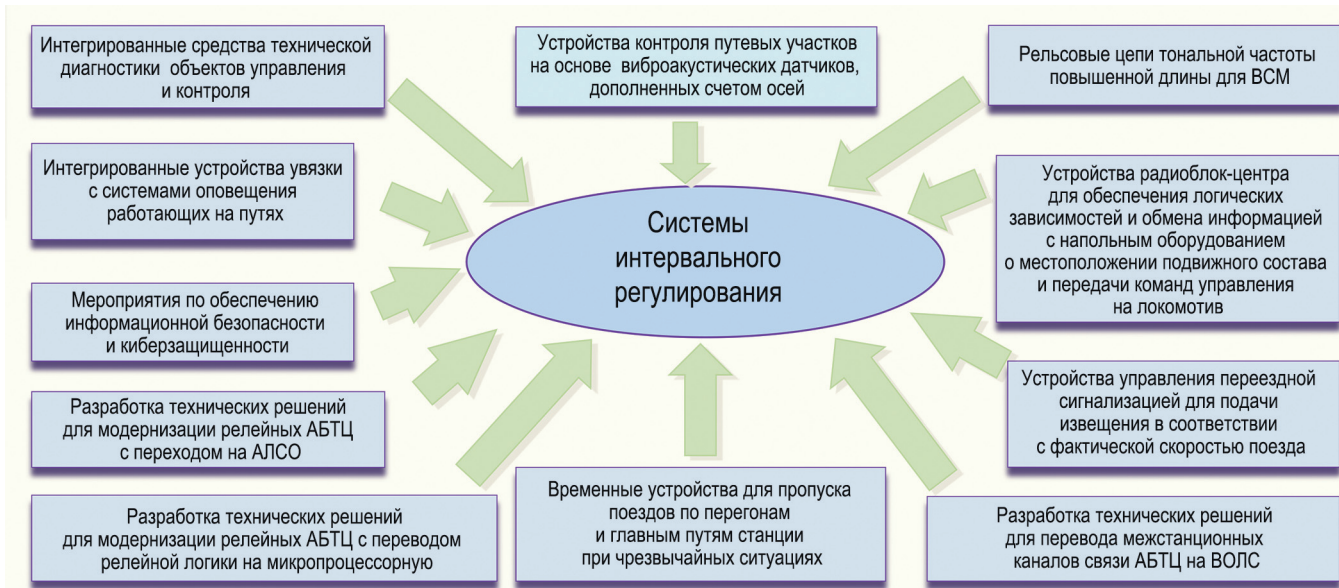 Интегрированные средства технической
диагностики объектов управления
и контроля
Устройства контроля путевых участков
на основе виброакустических датчиков,
дополненных счетом осей
Рельсовые цепи тональной частоты
повышенной длины для ВСМ
Интегрированные устройства увязки
с системами оповещения
работающих на путях
Системы
интервального
регулирования
Устройства радиоблок-центра
для обеспечения логических
зависимостей и обмена информацией
с напольным оборудованием
о местоположении подвижного состава
и передачи команд управления
на локомотив
Мероприятия по обеспечению
информационной безопасности
и киберзащищенности
Устройства управления переездной
сигнализацией для подачи
извещения в соответствии
с фактической скоростью поезда
Разработка технических решений
для модернизации релейных АБТЦ
с переходом на АЛСО
Разработка технических решений
для модернизации релейных АБТЦ с переводом
релейной логики на микропроцессорную
Временные устройства для пропуска
поездов по перегонам
и главным путям станции
при чрезвычайных ситуациях
Разработка технических решений
для перевода межстанционных
каналов связи АБТЦ на ВОЛС